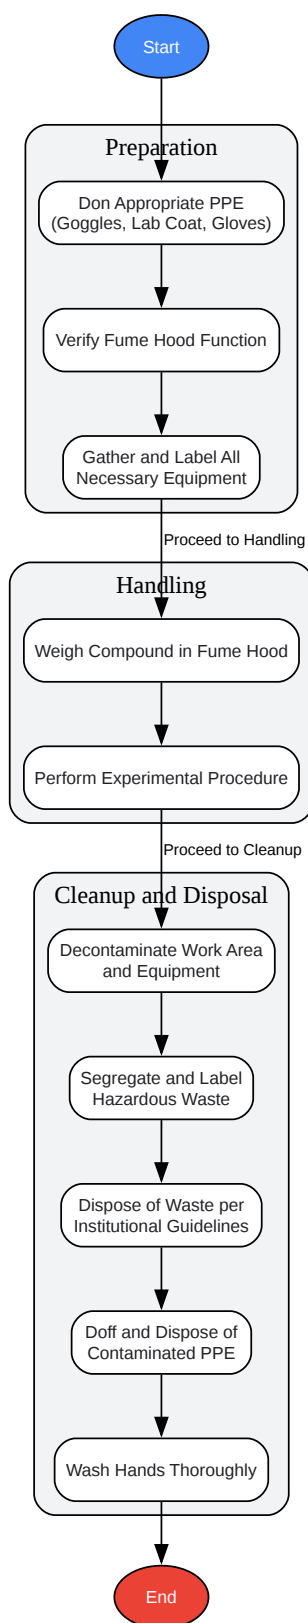 Start
Preparation
Don Appropriate PPE
(Goggles, Lab Coat, Gloves)
Verify Fume Hood Function
Gather and Label All
Necessary Equipment
Proceed to Handling
Handling
Weigh Compound in Fume Hood
Perform Experimental Procedure
Proceed to Cleanup
Cleanup and Disposal
Decontaminate Work Area
and Equipment
Segregate and Label
Hazardous Waste
Dispose of Waste per
Institutional Guidelines
Doff and Dispose of
Contaminated PPE
Wash Hands Thoroughly
End